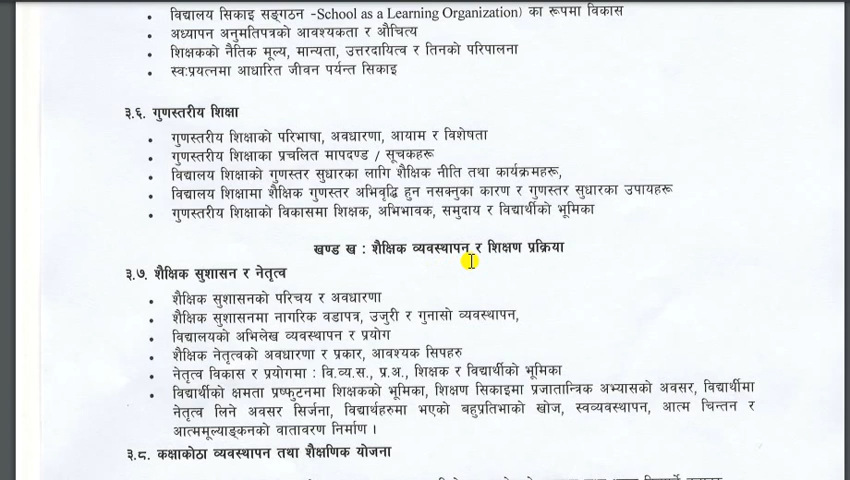 • विद्यालय सिकाइ सङ्गठन -School as a Learning Organization) का रूपमा विकास
• अध्यापन अनुमतिपत्रको आवश्यकता र औचित्य
• शिक्षकको नैतिक मूल्य, मान्यता, उत्तरदायित्व र तिनको परिपालना
• स्व:प्रयत्नमा आधारित जीवन पर्यन्त सिकाइ
३.६. गुणस्तरीय शिक्षा
• गुणस्तरीय शिक्षाको परिभाषा, अवधारणा, आयाम र विशेषता
• गुणस्तरीय शिक्षाका प्रचलित मापदण्ड / सूचकहरू
• विद्यालय शिक्षाको गुणस्तर सुधारका लागि शैक्षिक नीति तथा कार्यक्रमहरू,
• विद्यालय शिक्षामा शैक्षिक गुणस्तर अभिवृद्धि हुन नसक्नुका कारण र गुणस्तर सुधारका उपायहरू
• गुणस्तरीय शिक्षाको विकासमा शिक्षक, अभिभावक, समुदाय र विद्यार्थीको भूमिका
खण्ड ख : शैक्षिक व्यवस्थापन र शिक्षण प्रक्रिया
३.७. शैक्षिक सुशासन र नेतृत्व
• शैक्षिक सुशासनको परिचय र अवधारणा
• शैक्षिक सुशासनमा नागरिक वडापत्र, उजुरी र गुनासो व्यवस्थापन,
• विद्यालयको अभिलेख व्यवस्थापन र प्रयोग
• शैक्षिक नेतृत्वको अवधारणा र प्रकार, आवश्यक सिपहरु
• नेतृत्व विकास र प्रयोगमा : वि.व्य.स., प्र.अ., शिक्षक र विद्यार्थीको भूमिका
• विद्यार्थीको क्षमता प्रष्फुटनमा शिक्षकको भूमिका, शिक्षण सिकाइमा प्रजातान्त्रिक अभ्यासको अवसर, विद्यार्थीमा
नेतृत्व लिने अवसर सिर्जना, विद्यार्थहरुमा भएको बहुप्रतिभाको खोज, स्वव्यवस्थापन, आत्म चिन्तन र
आत्ममूल्याङ्कनको वातावरण निर्माण ।
३.८. कक्षाकोठा व्यवस्थापन तथा शैक्षणिक योजना